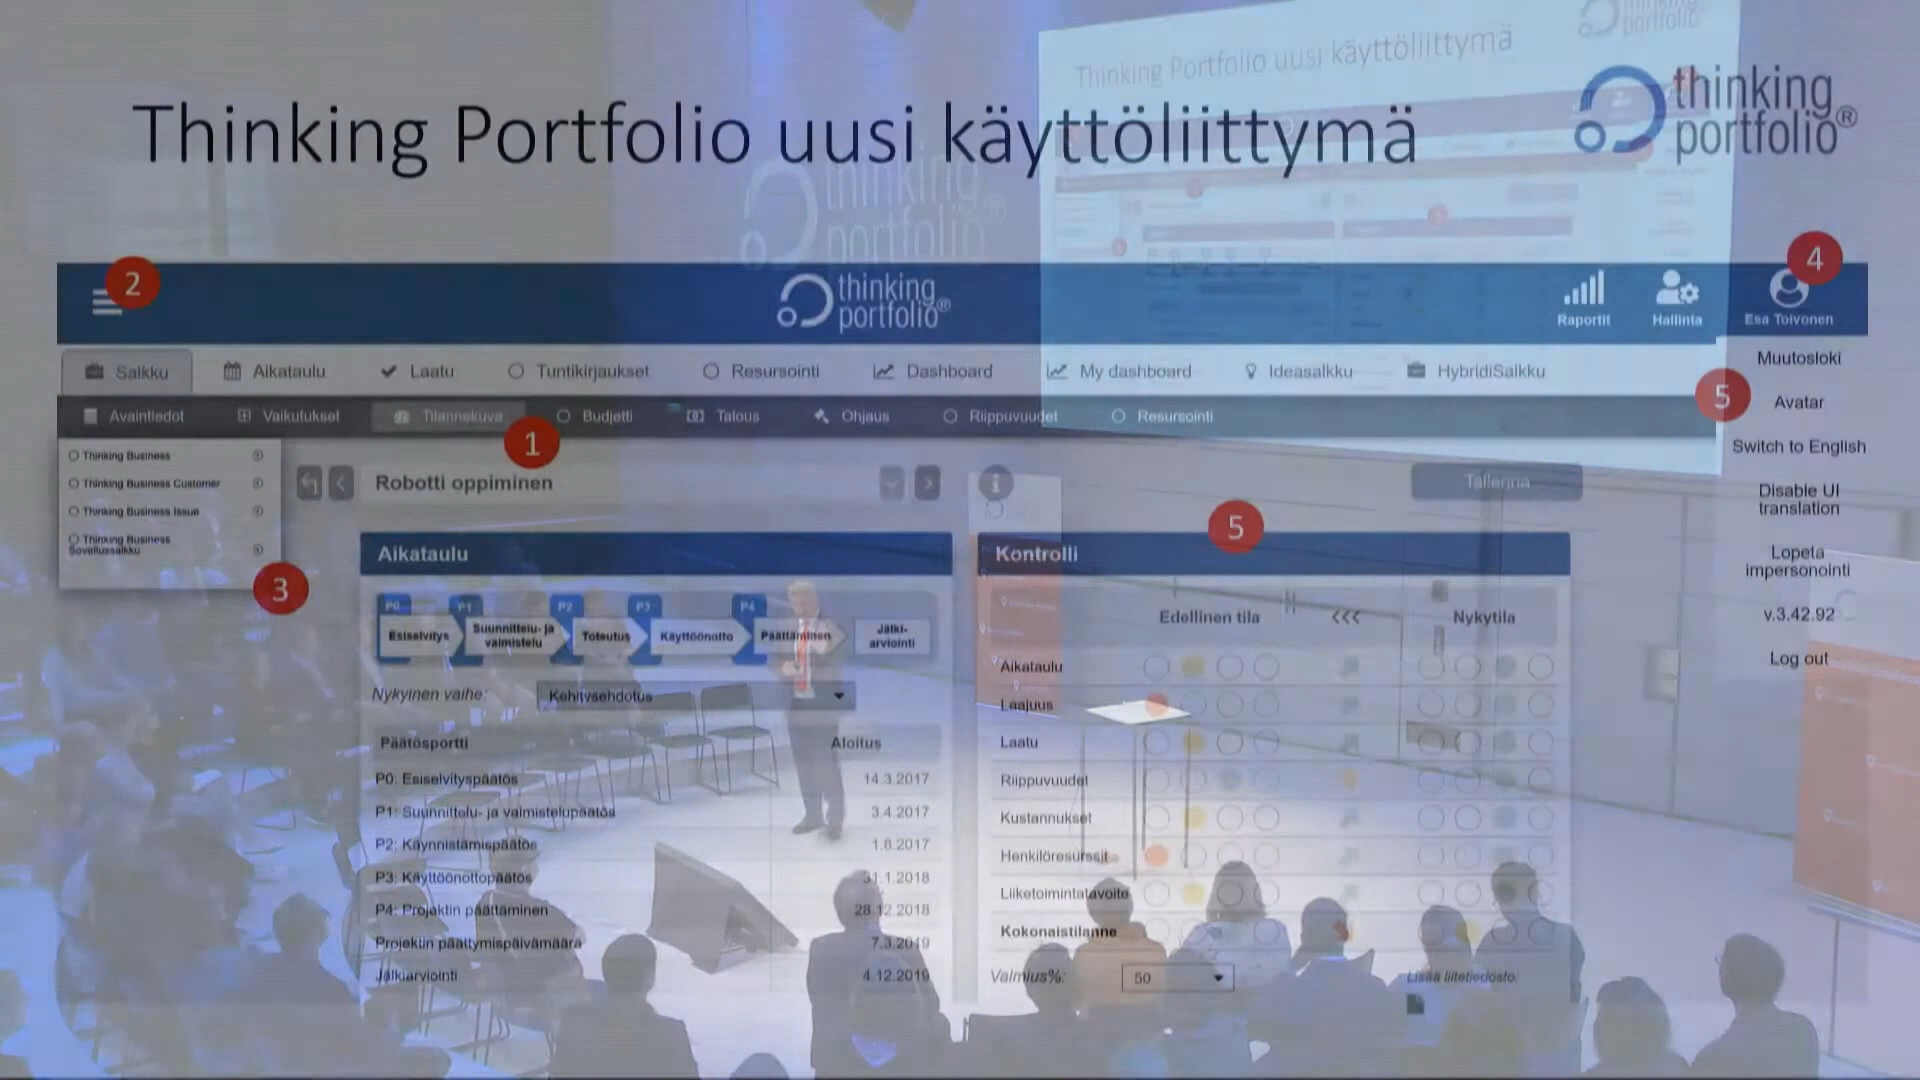 Thinking Portfolio uusi käyttöliittymä
thinking
portfolio®
Thinking Portfolio uusi käyttöliittymä
thinking
portfolio®
2
thinking
portfolio®
4
Raportit
Hallinta
Esa Toivonen
Salkku
Aikataulu
Laatu
Tuntikirjaukset
Resursointi
Dashboard
My dashboard
Ideasalkku
HybridiSalkku
Avaintiedot
Vaikutukset
Tilannekuva
Budjetti
Talous
Ohjaus
Riippuvuudet
Resursointi
1
5
Muutosloki
Avatar
Switch to English
Disable UI
translation
Lopeta
impersonointi
v.3.42.92
Log out
Thinking Business
Thinking Business Customer
Thinking Business Issue
Thinking Business
Sovellussalkku
3
Robotti oppiminen
Tallenna
Aikataulu
P0
P1
P2
P3
P4
Esiselvitys
Suunnittelu- ja
valmistelu
Toteutus
Käyttöönotto
Päättäminen
Jälki-
arviointi
Nykyinen vaihe:
Kehitysehdotus
Päätösportti
Aloitus
P0: Esiselvityspäätös
14.3.2017
P1: Suunnittelu- ja valmistelupäätös
3.4.2017
P2: Käynnistämispäätös
1.8.2017
P3: Käyttöönottopäätös
31.1.2018
P4: Projektin päättäminen
28.12.2018
Projektin päättymispäivämäärä
7.3.2019
Jälkiarviointi
4.12.2019
5
Kontrolli
Edellinen tila
<<<
Nykytila
Aikataulu
Laajuus
Laatu
Riippuvuudet
Kustannukset
Henkilöresurssit
Liiketoimintatavoite
Kokonaistilanne
Valmius%:
50
Lisää liitetiedosto: